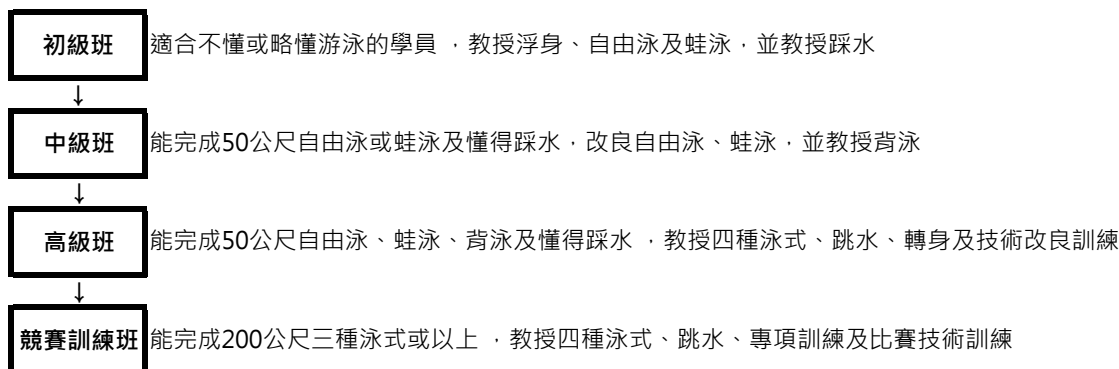 初級班 適合不懂或略懂游泳的學員 ，教授浮身、自由泳及蛙泳，並教授踩水
↓
中級班 能完成50公尺自由泳或蛙泳及懂得踩水，改良自由泳、蛙泳，並教授背泳
↓
高級班 能完成50公尺自由泳、蛙泳、背泳及懂得踩水 ，教授四種泳式、跳水、轉身及技術改良訓練
↓
競賽訓練班 能完成200公尺三種泳式或以上 ，教授四種泳式、跳水、專項訓練及比賽技術訓練